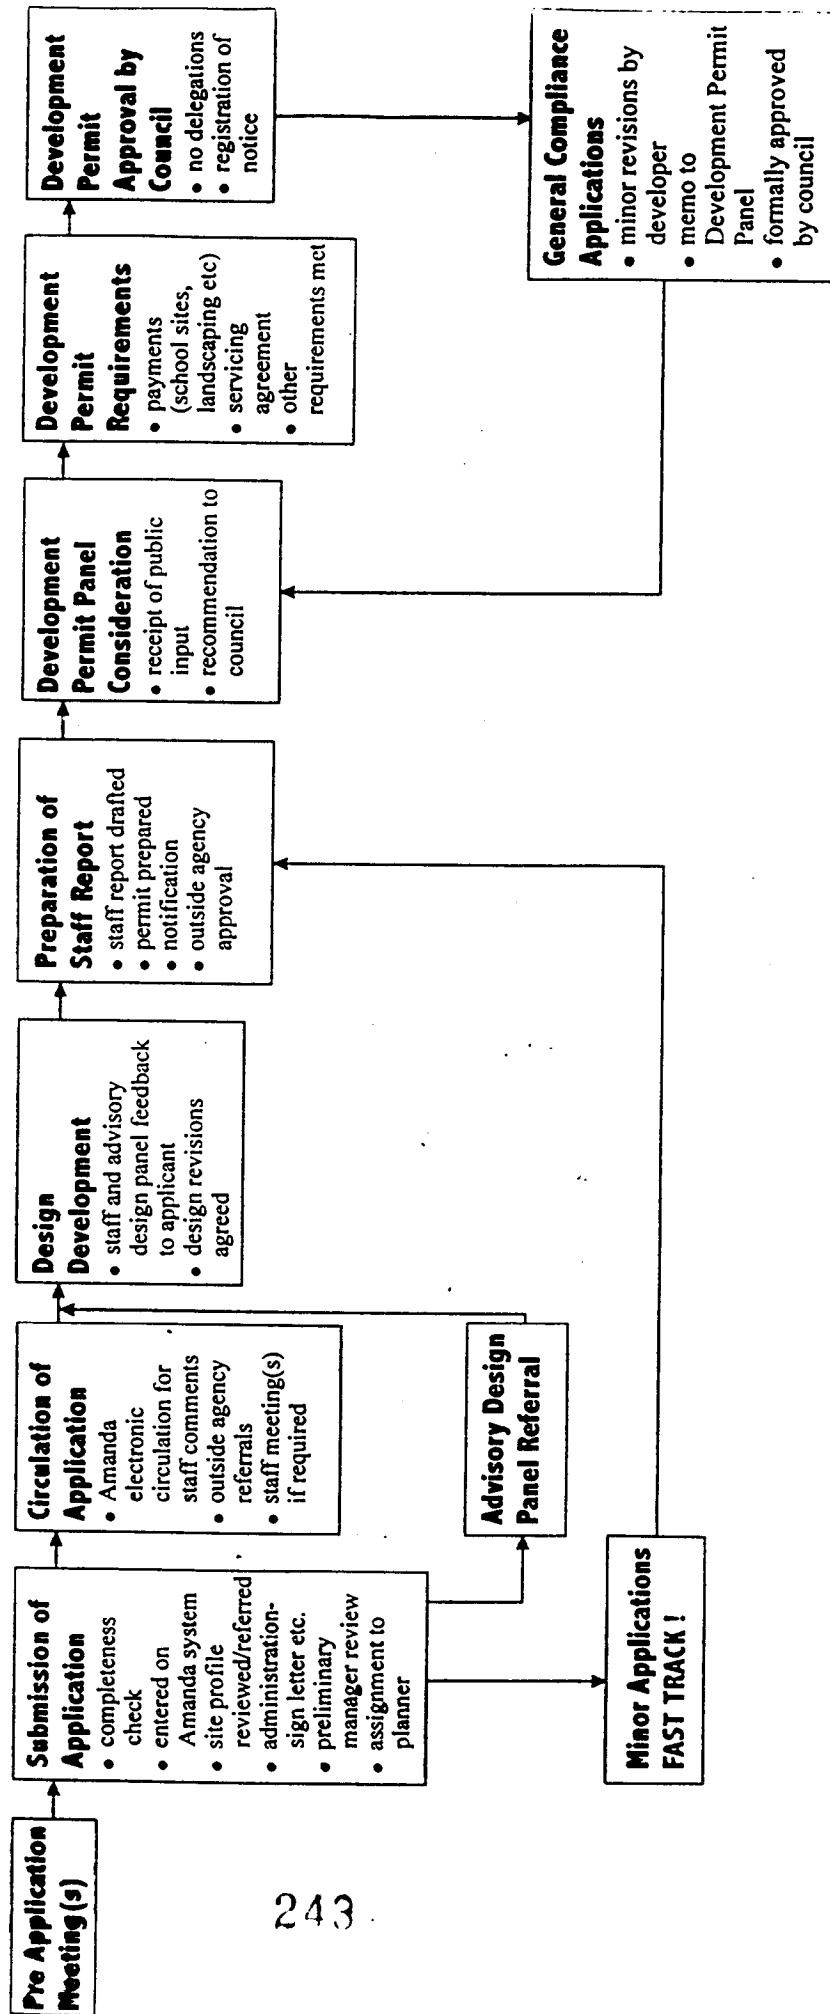 Pre Application
Meeting(s)
Submission of
Application
• completeness
check
• entered on
Amanda system
• site profile
reviewed/referred
• administration-
sign letter etc.
• preliminary
manager review
• assignment to
planner
Circulation of
Application
• Amanda
electronic
circulation for
staff comments
• outside agency
referrals
• staff meeting(s)
if required
Advisory Design
Panel Referral
Minor Applications
FAST TRACK !
Design
Development
• staff and advisory
design panel feedback
to applicant
• design revisions
agreed
Preparation of
Staff Report
• staff report drafted
• permit prepared
• notification
• outside agency
approval
Development
Permit Panel
Consideration
• receipt of public
input
• recommendation to
council
Development
Permit
Requirements
• payments
(school sites,
landscaping etc)
• servicing
agreement
• other
requirements met
Development
Permit
Approval by
Council
• no delegations
• registration of
notice
General Compliance
Applications
• minor revisions by
developer
• memo to
Development Permit
Panel
• formally approved
by council
243